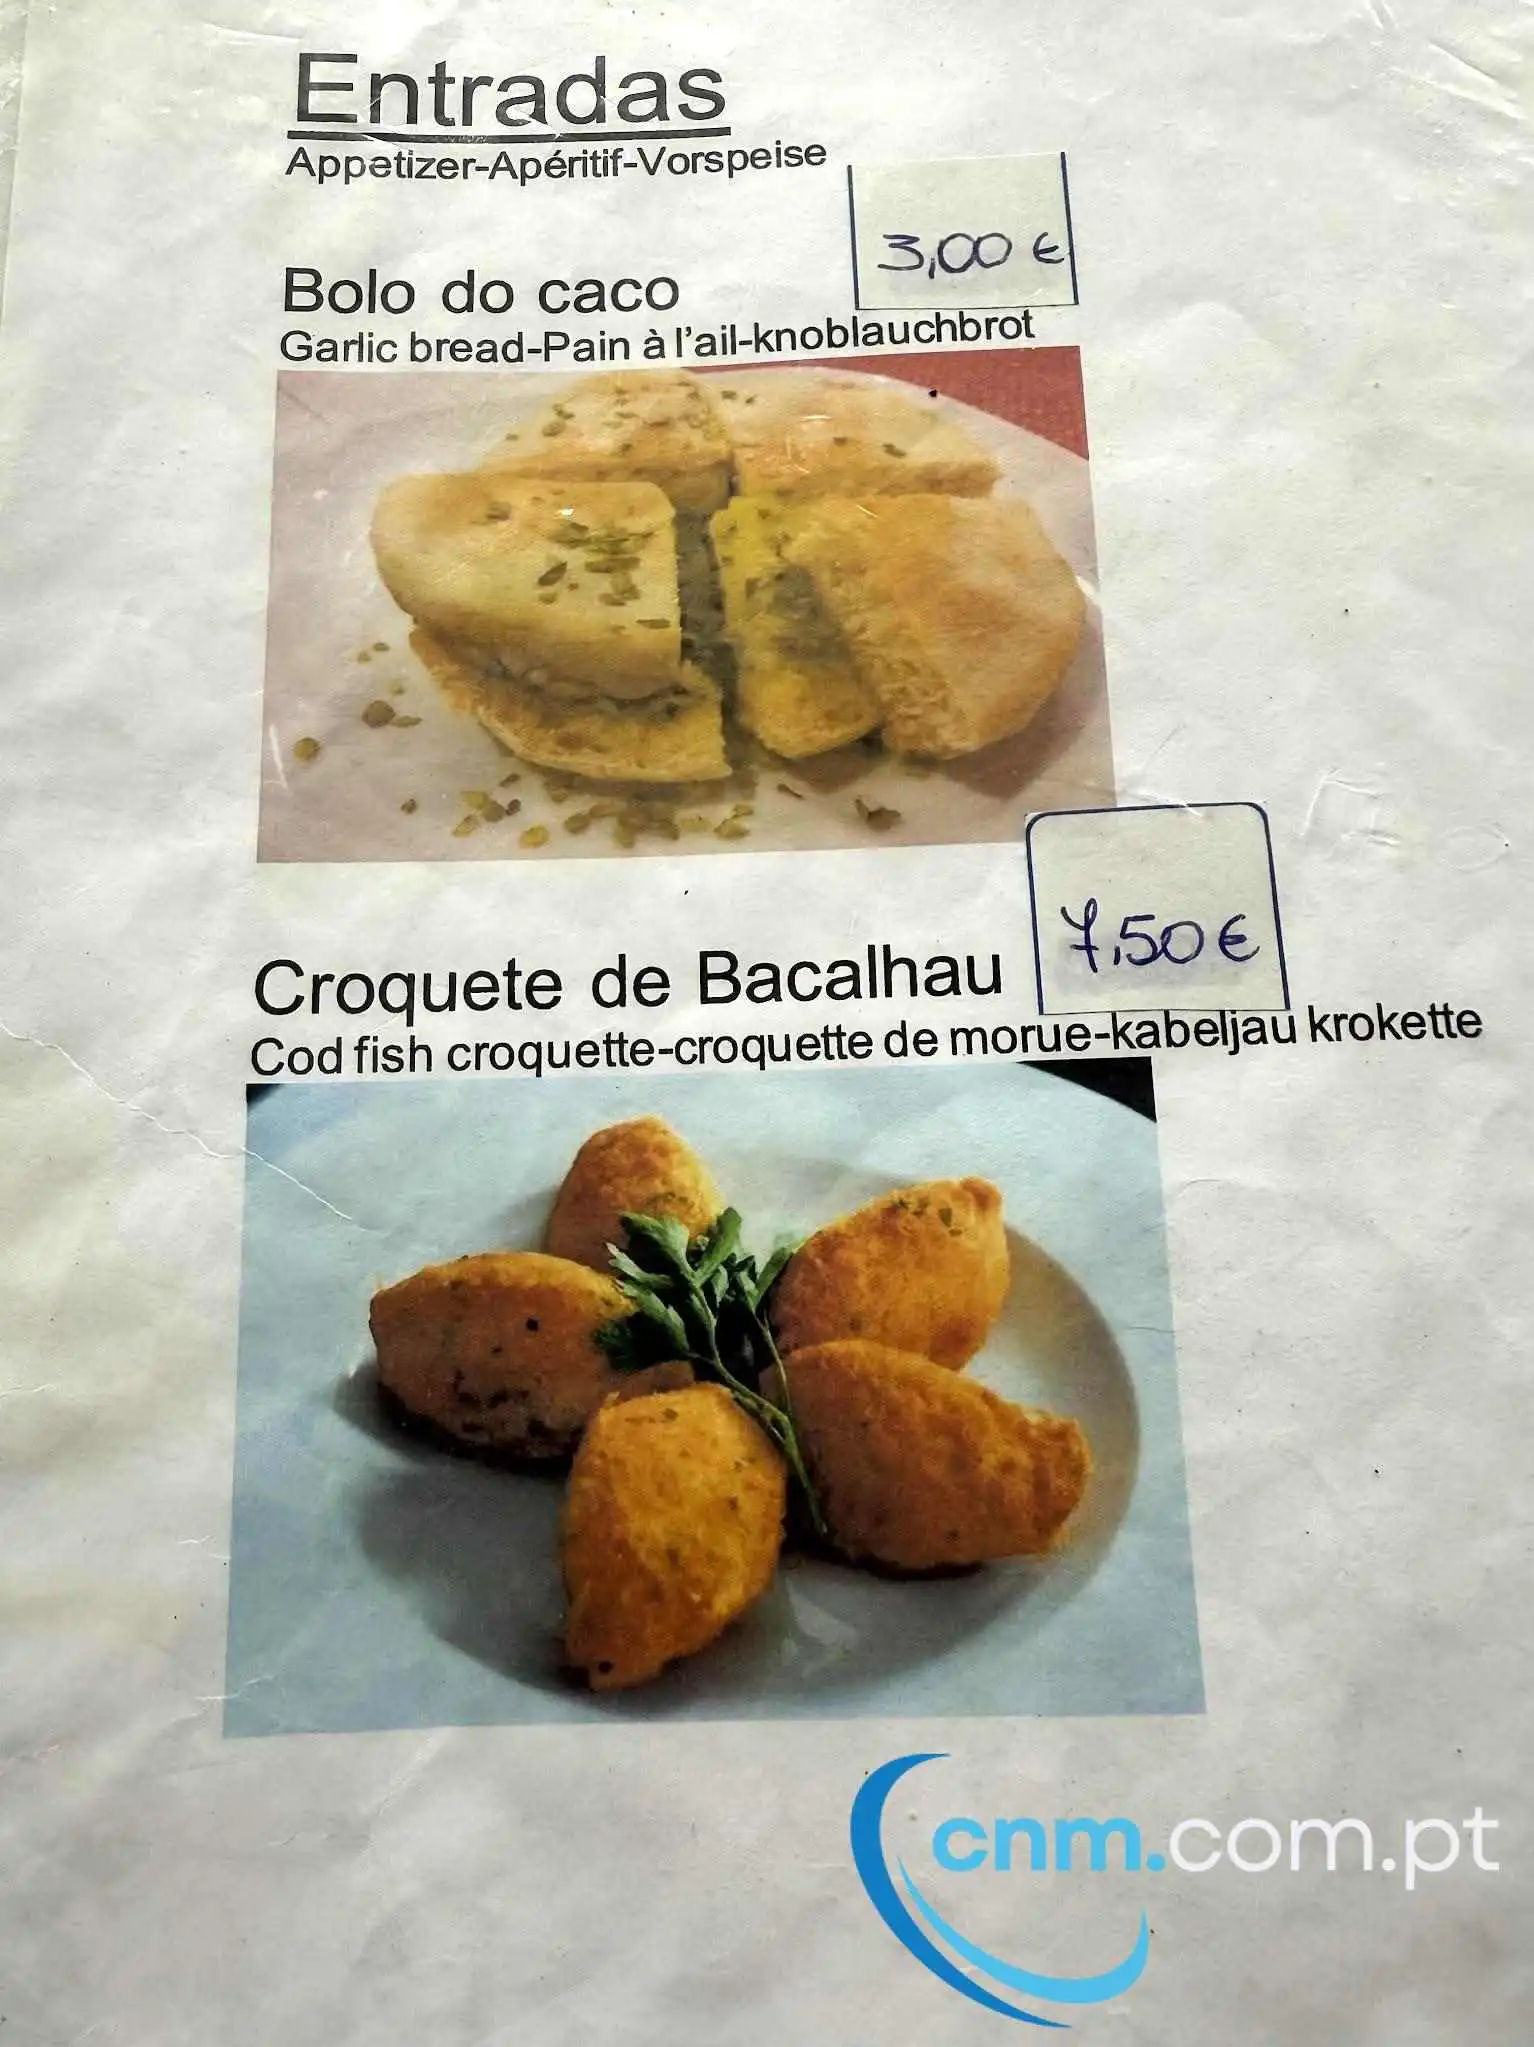 Entradas
Appetizer-Apéritif-Vorspeise
3,00 €
Bolo do caco
Garlic bread-Pain à l'ail-knoblauchbrot
7,50 €
Croquete de Bacalhau
Cod fish croquette-croquette de morue-kabeljau krokette
cnm.com.pt